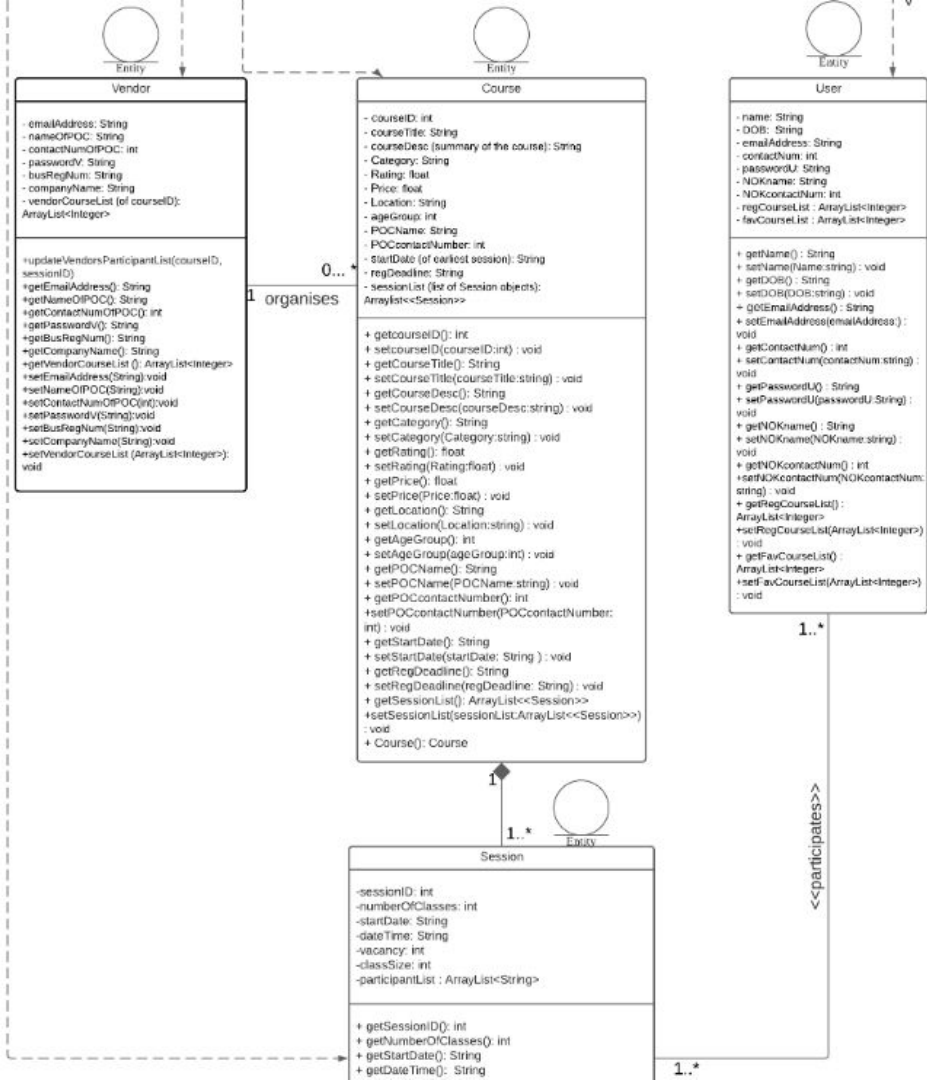 Entity
Vendor
- emailAddress: String
- nameOfPOC: String
- contactNumOfPOC: int
- passwordV: String
- busRegNum: String
- companyName: String
- vendorCourseList (of courseID):
ArrayList<Integer>
+updateVendorsParticipantList(courseID,
sessionID)
+getEmailAddress(): String
+getNameOfPOC(): String
+getContactNumOfPOC(): int
+getPasswordV(): String
+getBusRegNum(): String
+getCompanyName(): String
+getVendorCourseList (): ArrayList<Integer>
+setEmailAddress(String):void
+setNameOfPOC(String):void
+setContactNumOfPOC(int):void
+setPasswordV(String):void
+setBusRegNum(String):void
+setCompanyName(String):void
+setVendorCourseList (ArrayList<Integer>):
void
1 organises
0... *
Entity
Course
- courseID: int
- courseTitle: String
- courseDesc (summary of the course): String
- Category: String
- Rating: float
- Price: float
- Location: String
- ageGroup: int
- POCName: String
- POCcontactNumber: int
- startDate (of earliest session): String
- regDeadline: String
- sessionList (list of Session objects):
Arraylist<<Session>>
+ getcourseID(): int
+ setcourseID(courseID:int) : void
+ getCourseTitle(): String
+ setCourseTitle(courseTitle:string) : void
+ getCourseDesc(): String
+ setCourseDesc(courseDesc:string) : void
+ getCategory(): String
+ setCategory(Category:string) : void
+ getRating(): float
+ setRating(Rating:float) : void
+ getPrice(): float
+ setPrice(Price:float) : void
+ getLocation(): String
+ setLocation(Location:string) : void
+ getAgeGroup(): int
+ setAgeGroup(ageGroup:int) : void
+ getPOCName(): String
+ setPOCName(POCName:string) : void
+ getPOCcontactNumber(): int
+setPOCcontactNumber(POCcontactNumber:
int) : void
+ getStartDate(): String
+ setStartDate(startDate: String ) : void
+ getRegDeadline(): String
+ setRegDeadline(regDeadline: String) : void
+ getSessionList(): ArrayList<<Session>>
+setSessionList(sessionList:ArrayList<<Session>>)
: void
+ Course(): Course
1
1..*
Entity
User
- name: String
- DOB: String
- emailAddress: String
- contactNum: int
- passwordU: String
- NOKname: String
- NOKcontactNum: int
- regCourseList : ArrayList<Integer>
- favCourseList : ArrayList<Integer>
+ getName() : String
+ setName(Name:string) : void
+ getDOB() : String
+ setDOB(DOB:string) : void
+ getEmailAddress() : String
+ setEmailAddress(emailAddress:) :
void
+ getContactNum() : int
+ setContactNum(contactNum:string) :
void
+ getPasswordU() : String
+ setPasswordU(passwordU:String) :
void
+ getNOKname() : String
+ setNOKname(NOKname:string) :
void
+ getNOKcontactNum() : int
+setNOKcontactNum(NOKcontactNum:
string) : void
+ getRegCourseList() :
ArrayList<Integer>
+setRegCourseList(ArrayList<Integer>)
: void
+ getFavCourseList() :
ArrayList<Integer>
+setFavCourseList(ArrayList<Integer>)
: void
1..*
<<participates>>
1..*
Entity
Session
-sessionID: int
-numberOfClasses: int
-startDate: String
-dateTime: String
-vacancy: int
-classSize: int
-participantList : ArrayList<String>
+ getSessionID(): int
+ getNumberOfClasses(): int
+ getStartDate(): String
+ getDateTime(): String